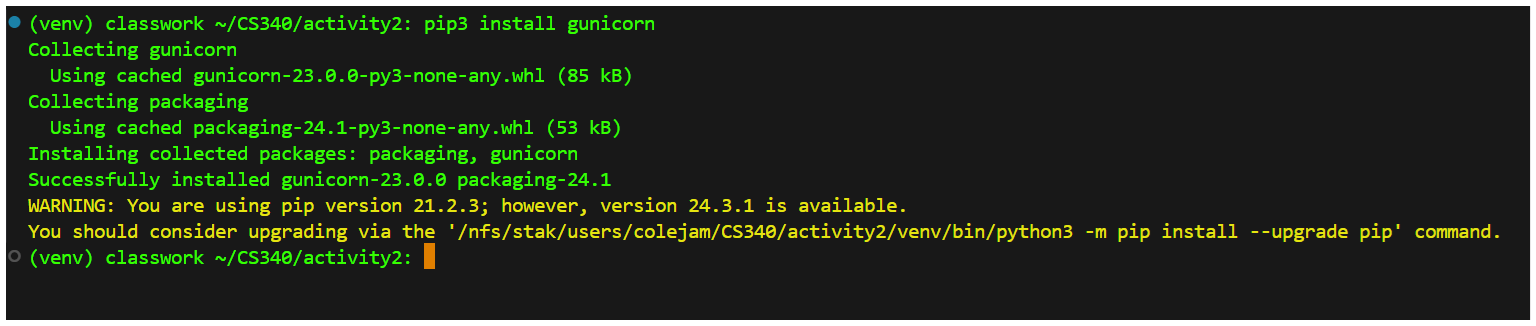 (venv) classwork ~/CS340/activity2: pip3 install gunicorn
Collecting gunicorn
  Using cached gunicorn-23.0.0-py3-none-any.whl (85 kB)
Collecting packaging
  Using cached packaging-24.1-py3-none-any.whl (53 kB)
Installing collected packages: packaging, gunicorn
Successfully installed gunicorn-23.0.0 packaging-24.1
WARNING: You are using pip version 21.2.3; however, version 24.3.1 is available.
You should consider upgrading via the '/nfs/stak/users/colejam/CS340/activity2/venv/bin/python3 -m pip install --upgrade pip' command.
(venv) classwork ~/CS340/activity2: